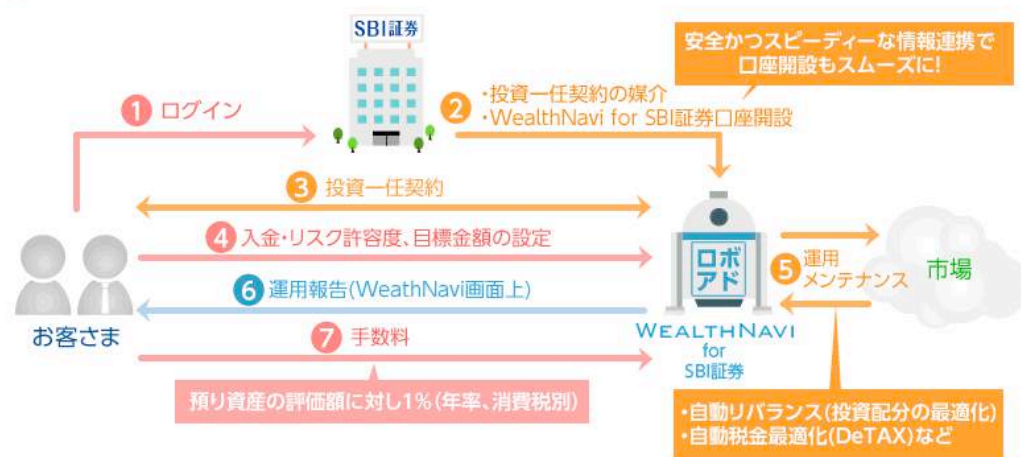 SBI証券
安全かつスピーディーな情報連携で
口座開設もスムーズに!
1 ログイン
2 ・投資一任契約の媒介
・WealthNavi for SBI証券口座開設
3 投資一任契約
4 入金・リスク許容度、目標金額の設定
ロボ
アド
5 運用
メンテナンス
市場
6 運用報告(WeathNavi画面上)
お客さま
7 手数料
WEALTHNAVI
for
SBI証券
預り資産の評価額に対し1%(年率、消費税別)
・自動リバランス(投資配分の最適化)
・自動税金最適化(DeTAX)など